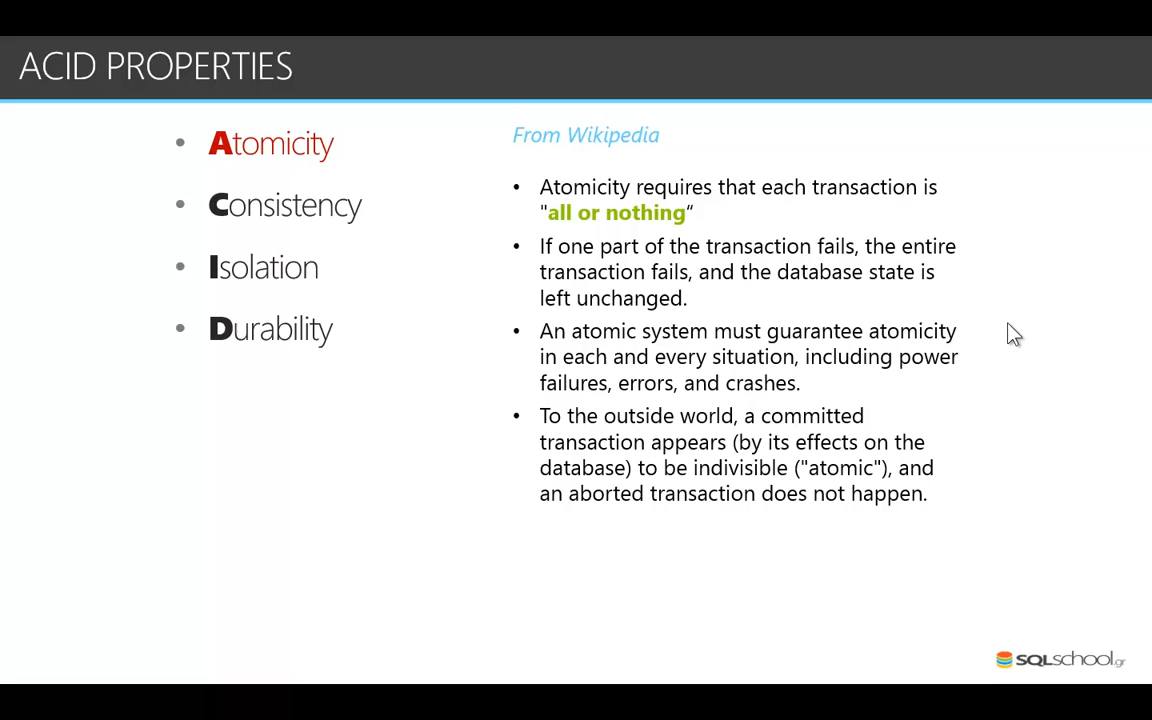 ACID PROPERTIES
• Atomicity
• Consistency
• Isolation
• Durability
From Wikipedia
• Atomicity requires that each transaction is
"all or nothing“
• If one part of the transaction fails, the entire
transaction fails, and the database state is
left unchanged.
• An atomic system must guarantee atomicity
in each and every situation, including power
failures, errors, and crashes.
• To the outside world, a committed
transaction appears (by its effects on the
database) to be indivisible ("atomic"), and
an aborted transaction does not happen.
SQLschool.gr